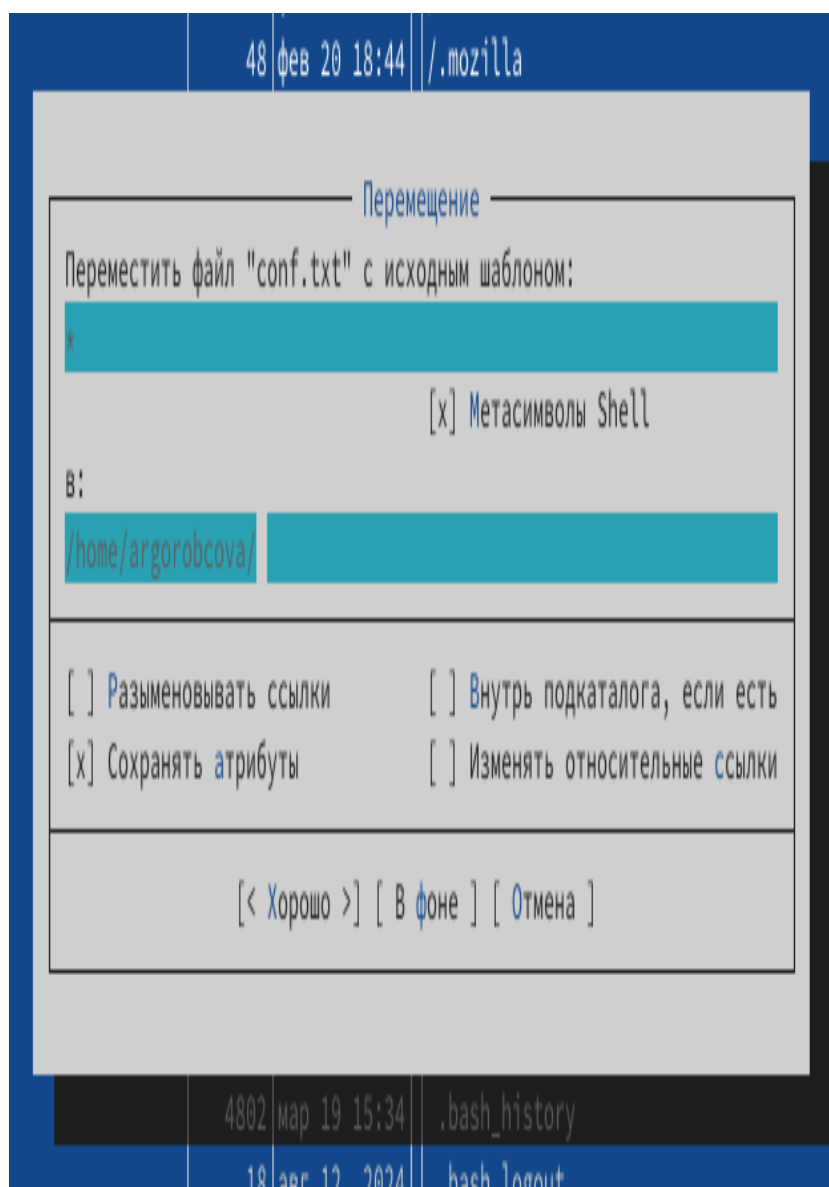 48 фев 20 18:44 /.mozilla
Перемещение
Переместить файл "conf.txt" с исходным шаблоном:
*
[x] Метасимволы Shell
в:
/home/argorobcova/
[ ] Разыменовывать ссылки [ ] Внутрь подкаталога, если есть
[x] Сохранять атрибуты [ ] Изменять относительные ссылки
[< Хорошо >] [ В фоне ] [ Отмена ]
4802 мар 19 15:34 .bash_history
18 авг 12 2024 .bash_logout